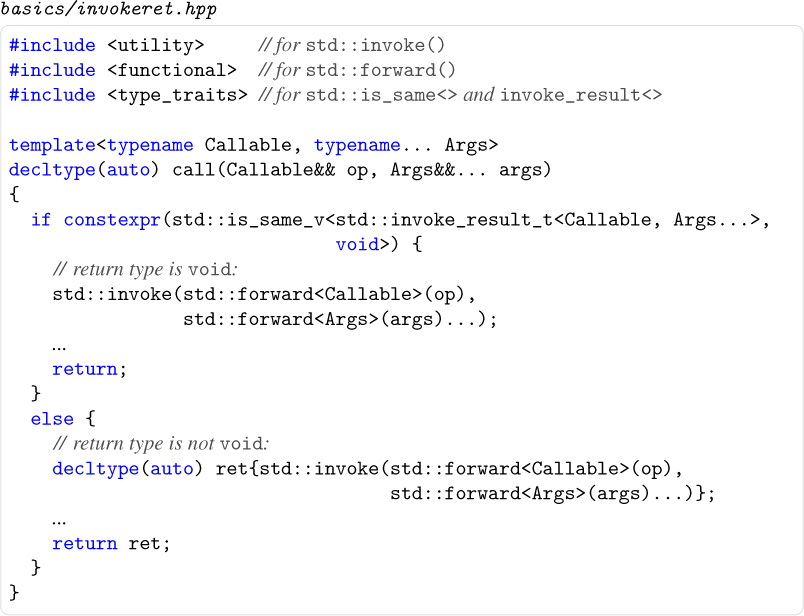 basics/invokeret.hpp
#include <utility>     // for std::invoke()
#include <functional>  // for std::forward()
#include <type_traits> // for std::is_same<> and invoke_result<>
template<typename Callable, typename... Args>
decltype(auto) call(Callable&& op, Args&&... args)
{
  if constexpr(std::is_same_v<std::invoke_result_t<Callable, Args...>,
                              void>) {
    // return type is void:
    std::invoke(std::forward<Callable>(op),
                std::forward<Args>(args)...);
    ...
    return;
  }
  else {
    // return type is not void:
    decltype(auto) ret{std::invoke(std::forward<Callable>(op),
                                   std::forward<Args>(args)...)};
    ...
    return ret;
  }
}